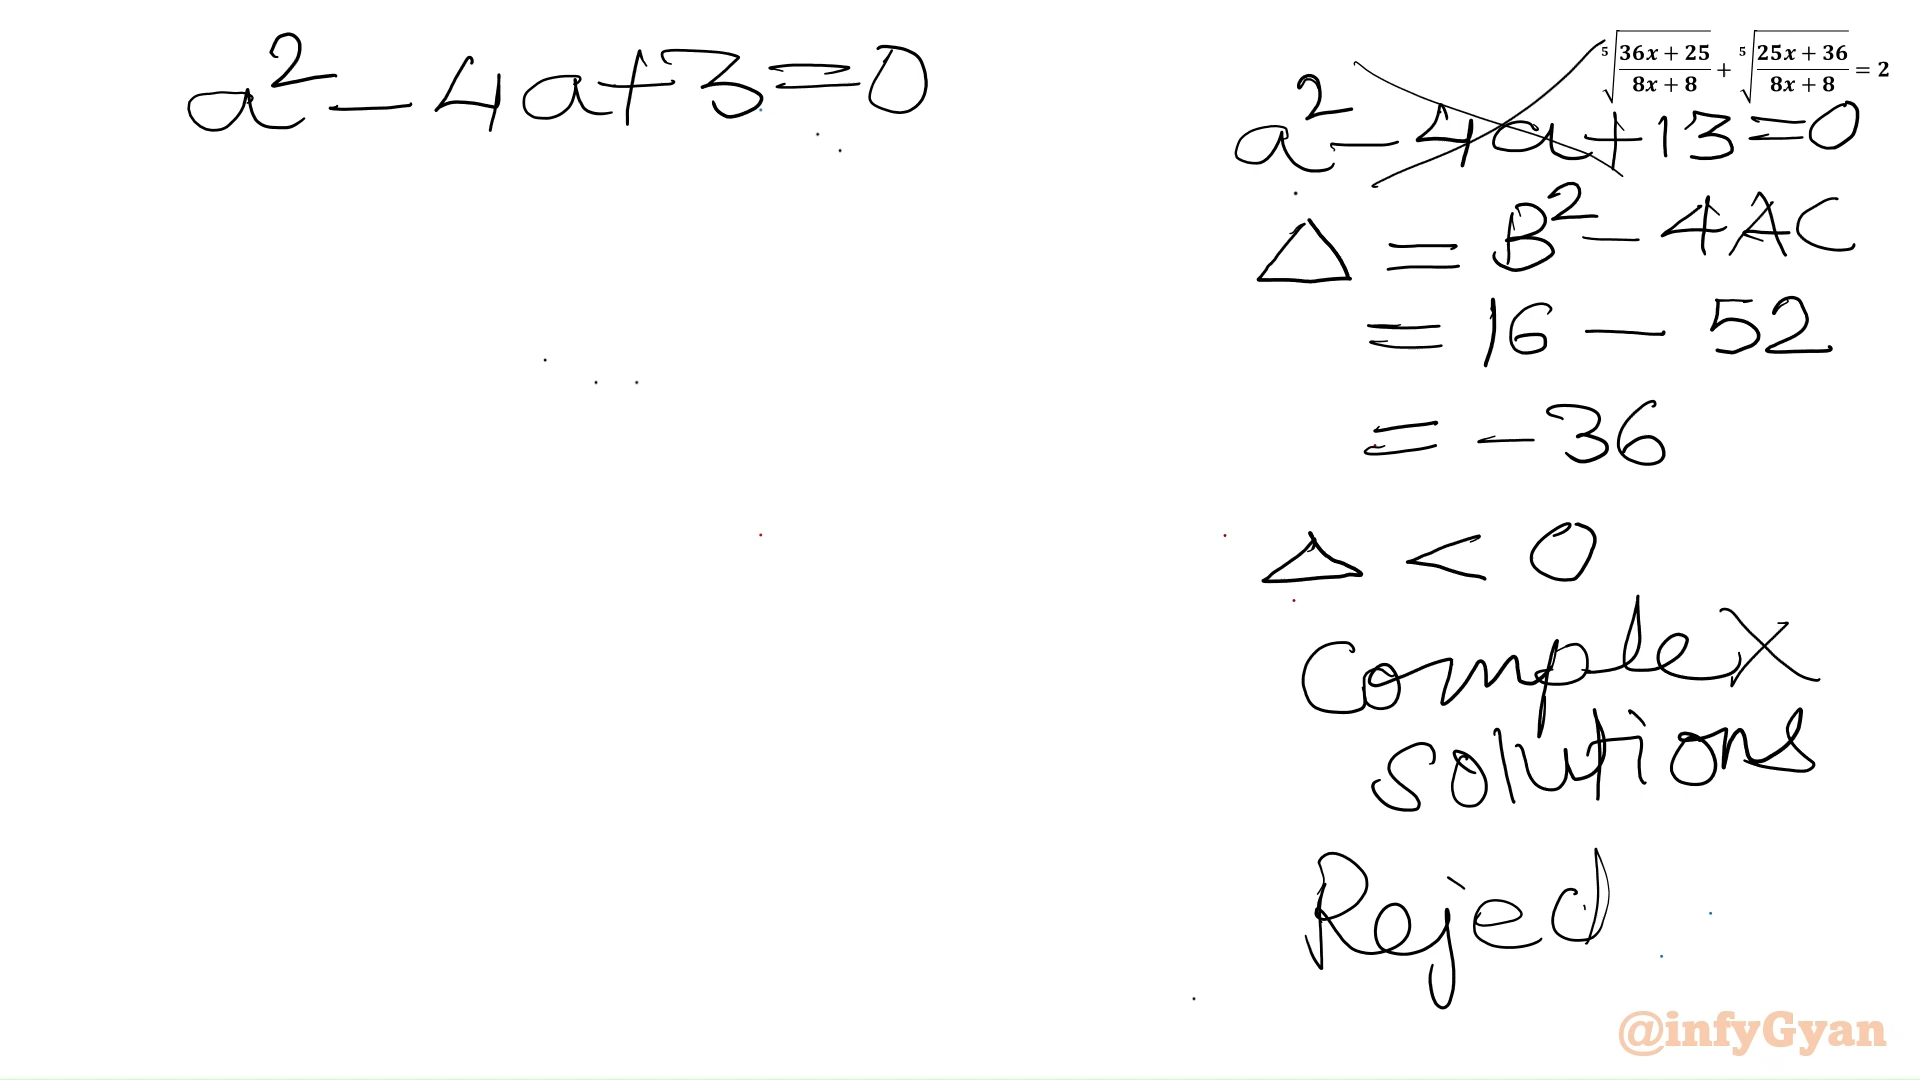 a² - 4a + 3 = 0
⁵√((36x + 25)/(8x + 8)) + ⁵√((25x + 36)/(8x + 8)) = 2
a² - 4a + 13 = 0
Δ = B² - 4AC
= 16 - 52
= - 36
Δ < 0
Complex
solutions
Reject
@infyGyan